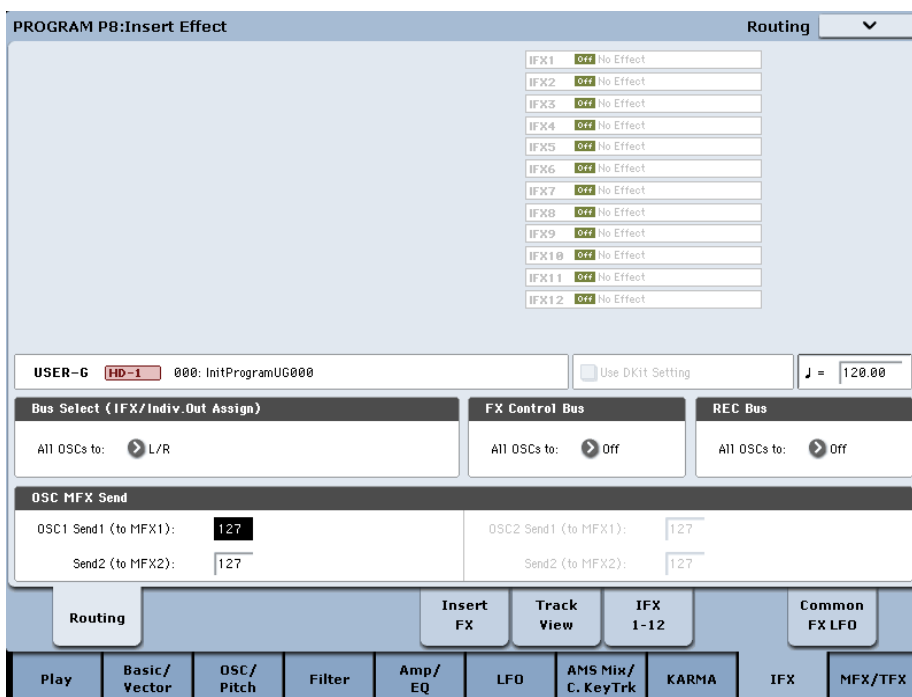 PROGRAM P8:Insert Effect Routing
IFX1 Off No Effect
IFX2 Off No Effect
IFX3 Off No Effect
IFX4 Off No Effect
IFX5 Off No Effect
IFX6 Off No Effect
IFX7 Off No Effect
IFX8 Off No Effect
IFX9 Off No Effect
IFX10 Off No Effect
IFX11 Off No Effect
IFX12 Off No Effect
USER-G HD-1 000: InitProgramUG000 Use DKit Setting ♩ = 120.00
Bus Select (IFX/Indiv.Out Assign) FX Control Bus REC Bus
All OSCs to: L/R All OSCs to: Off All OSCs to: Off
OSC MFX Send
OSC1 Send1 (to MFX1): 127 OSC2 Send1 (to MFX1): 127
Send2 (to MFX2): 127 Send2 (to MFX2): 127
Routing
Insert
FX
Track
View
IFX
1-12
Common
FX LFO
Play
Basic/
Vector
OSC/
Pitch
Filter
Amp/
EQ
LFO
AMS Mix/
C. KeyTrk
KARMA
IFX
MFX/TFX